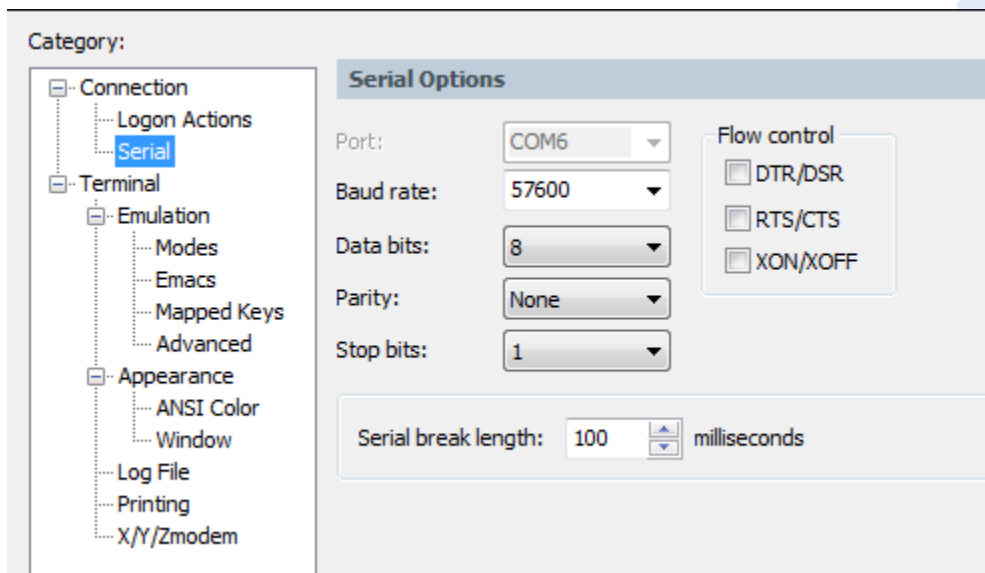 Category:
Connection
Logon Actions
Serial
Terminal
Emulation
Modes
Emacs
Mapped Keys
Advanced
Appearance
ANSI Color
Window
Log File
Printing
X/Y/Zmodem
Serial Options
Port: COM6
Baud rate: 57600
Data bits: 8
Parity: None
Stop bits: 1
Flow control
DTR/DSR
RTS/CTS
XON/XOFF
Serial break length: 100 milliseconds